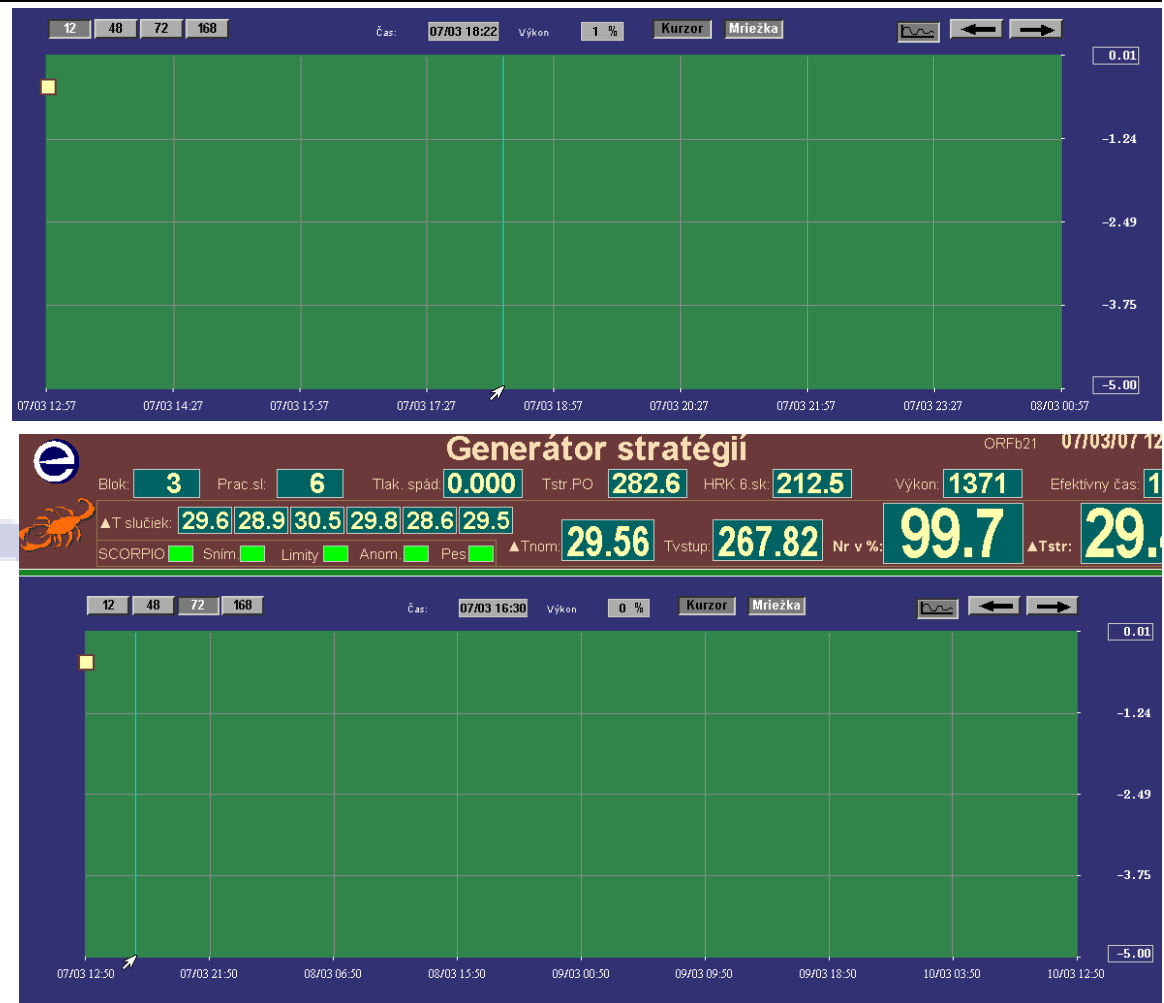 12 48 72 168 Čas: 07/03 18:22 Výkon 1 % Kurzor Mriežka
0.01
-1.24
-2.49
-3.75
-5.00
07/03 12:57 07/03 14:27 07/03 15:57 07/03 17:27 07/03 18:57 07/03 20:27 07/03 21:57 07/03 23:27 08/03 00:57
Generátor stratégií ORFb21 07/03/07 12
Blok: 3 Prac.sl: 6 Tlak. spád: 0.000 Tstr.PO 282.6 HRK 6.sk: 212.5 Výkon: 1371 Efektívny čas: 1
▲T slučiek: 29.6 28.9 30.5 29.8 28.6 29.5
▲Tnom: 29.56 Tvstup: 267.82 Nr v %: 99.7 ▲Tstr: 29.
SCORPIO Sním. Limity Anom. Pes
12 48 72 168 Čas: 07/03 16:30 Výkon 0 % Kurzor Mriežka
0.01
-1.24
-2.49
-3.75
-5.00
07/03 12:50 07/03 21:50 08/03 06:50 08/03 15:50 09/03 00:50 09/03 09:50 09/03 18:50 10/03 03:50 10/03 12:50